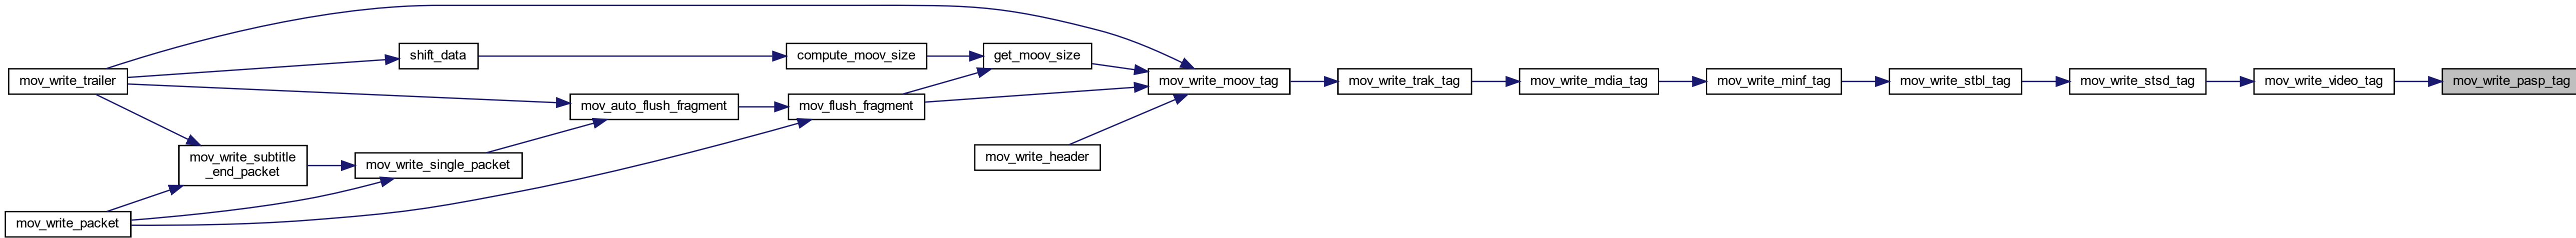 mov_write_trailer
shift_data
compute_moov_size
get_moov_size
mov_write_moov_tag
mov_write_trak_tag
mov_write_mdia_tag
mov_write_minf_tag
mov_write_stbl_tag
mov_write_stsd_tag
mov_write_video_tag
mov_write_pasp_tag
mov_auto_flush_fragment
mov_flush_fragment
mov_write_subtitle
_end_packet
mov_write_single_packet
mov_write_header
mov_write_packet